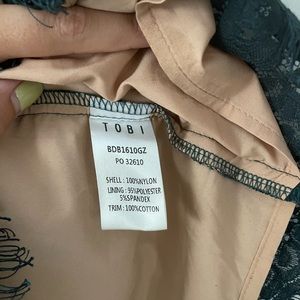 TOBI
BDB1610GZ
PO 32610
SHELL : 100%NYLON
LINING : 95%POLYESTER
5%SPANDEX
TRIM : 100%COTTON